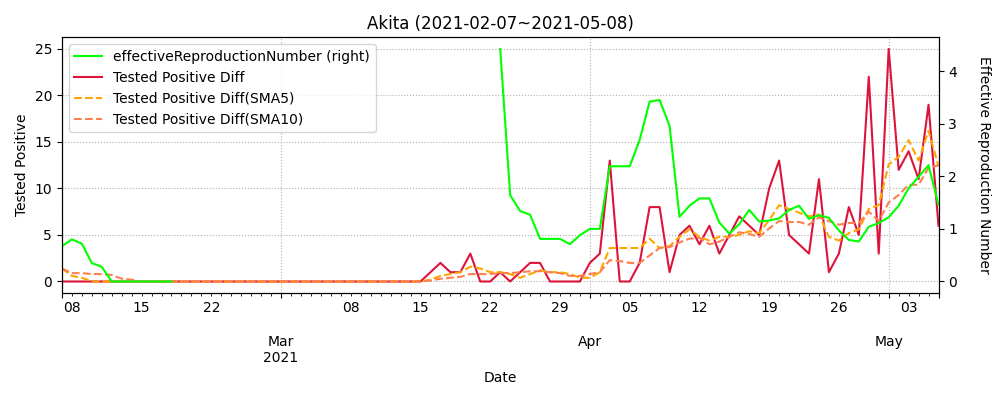 Akita (2021-02-07~2021-05-08)
effectiveReproductionNumber (right)
Tested Positive Diff
Tested Positive Diff(SMA5)
Tested Positive Diff(SMA10)
Tested Positive
25
20
15
10
5
0
4
3
2
1
0
Effective Reproduction Number
08 15 22 08 15 22 29 05 12 19 26 03
Mar Apr May
2021
Date